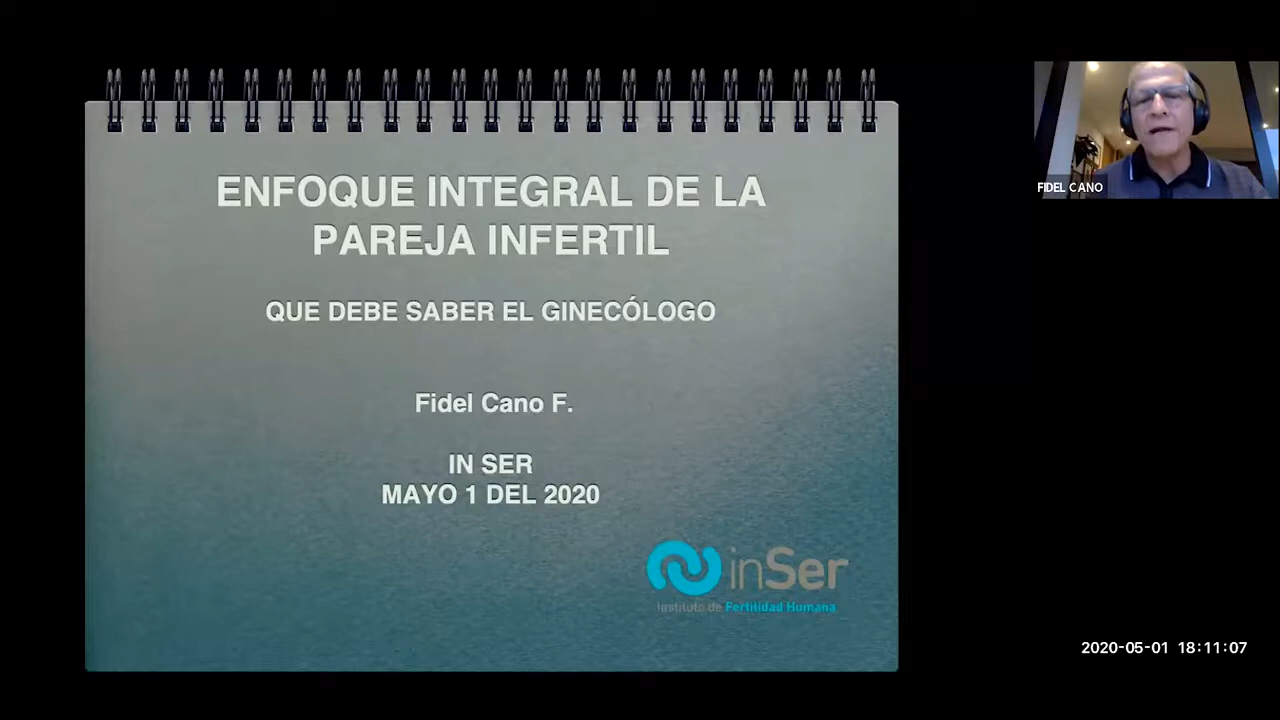 ENFOQUE INTEGRAL DE LA
PAREJA INFERTIL
QUE DEBE SABER EL GINECÓLOGO
Fidel Cano F.
IN SER
MAYO 1 DEL 2020
inSer
Instituto de Fertilidad Humana
FIDEL CANO
2020-05-01 18:11:07